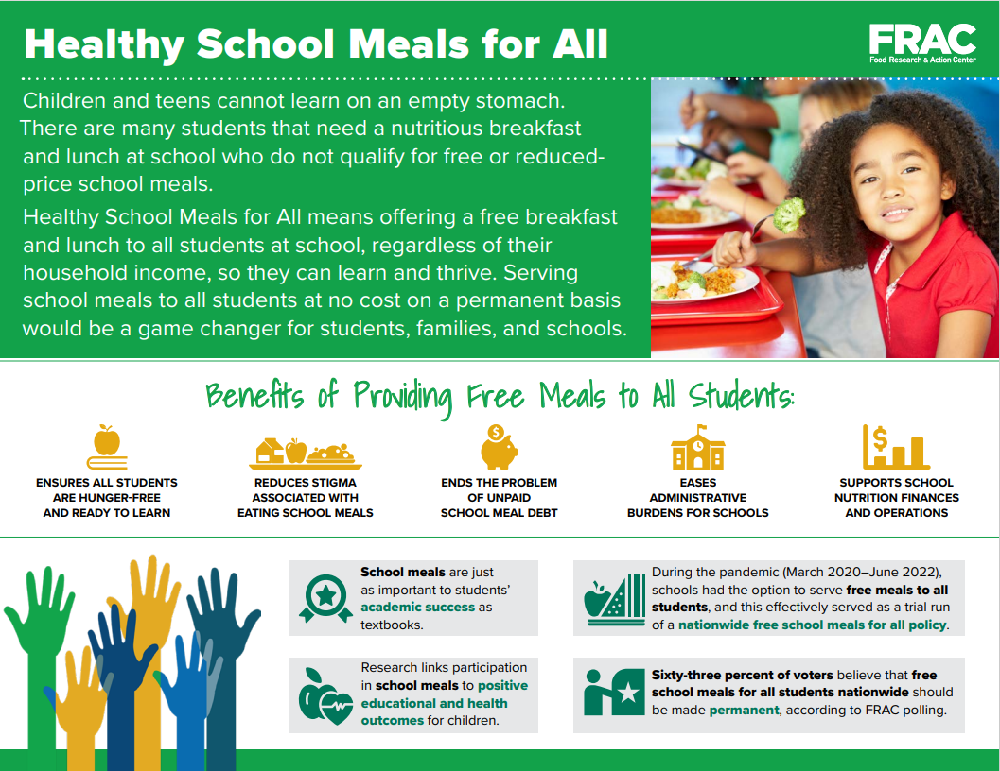 Healthy School Meals for All
FRAC
Food Research & Action Center
Children and teens cannot learn on an empty stomach.
There are many students that need a nutritious breakfast
and lunch at school who do not qualify for free or reduced-
price school meals.
Healthy School Meals for All means offering a free breakfast
and lunch to all students at school, regardless of their
household income, so they can learn and thrive. Serving
school meals to all students at no cost on a permanent basis
would be a game changer for students, families, and schools.
Benefits of Providing Free Meals to All Students:
$
$
ENSURES ALL STUDENTS
ARE HUNGER-FREE
AND READY TO LEARN
REDUCES STIGMA
ASSOCIATED WITH
EATING SCHOOL MEALS
ENDS THE PROBLEM
OF UNPAID
SCHOOL MEAL DEBT
EASES
ADMINISTRATIVE
BURDENS FOR SCHOOLS
SUPPORTS SCHOOL
NUTRITION FINANCES
AND OPERATIONS
School meals are just
as important to students'
academic success as
textbooks.
During the pandemic (March 2020–June 2022),
schools had the option to serve free meals to all
students, and this effectively served as a trial run
of a nationwide free school meals for all policy.
Research links participation
in school meals to positive
educational and health
outcomes for children.
Sixty-three percent of voters believe that free
school meals for all students nationwide should
be made permanent, according to FRAC polling.